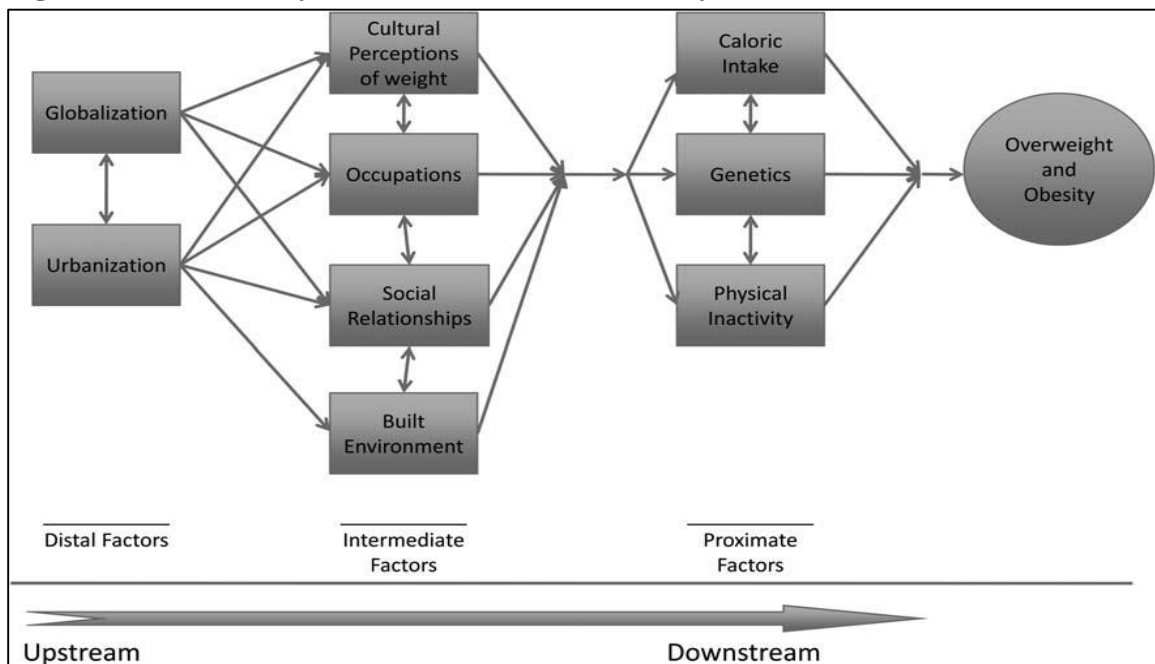 Cultural
Perceptions
of weight
Globalization
Occupations
Urbanization
Social
Relationships
Built
Environment
Caloric
Intake
Genetics
Physical
Inactivity
Overweight
and
Obesity
Distal Factors
Intermediate
Factors
Proximate
Factors
Upstream
Downstream